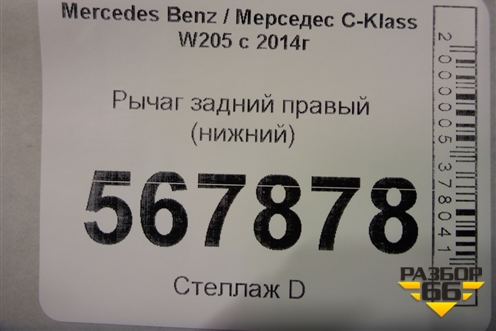 Mercedes Benz / Мерседес C-Klass
W205 с 2014г
Рычаг задний правый
(нижний)
567878
Стеллаж D
2000005378041
РАЗБОР
66